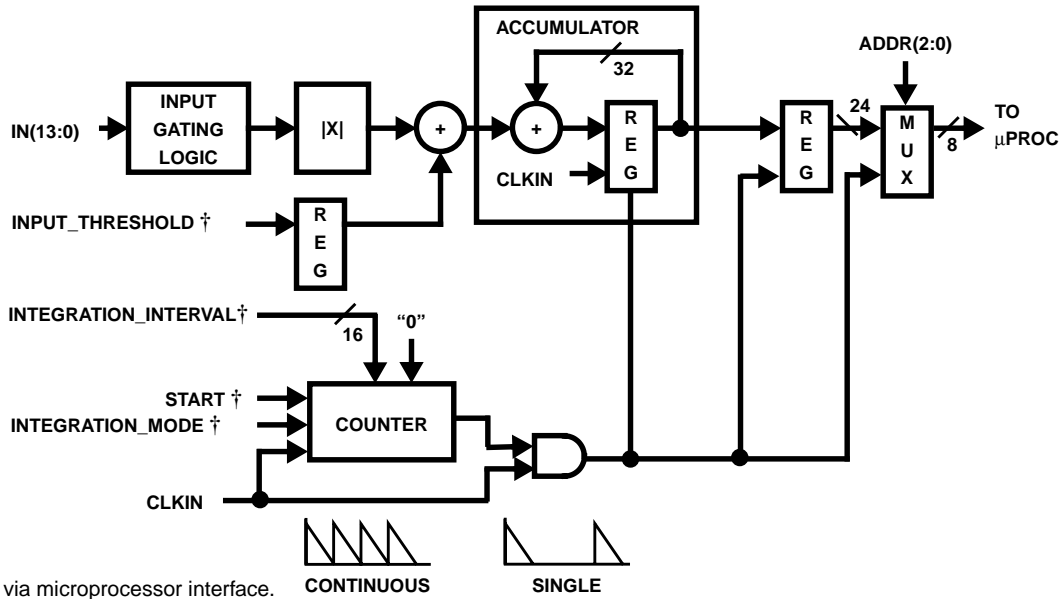 ACCUMULATOR
32
ADDR(2:0)
IN(13:0)
INPUT
GATING
LOGIC
|X|
+
+
R
E
G
CLKIN
R
E
G
24
M
U
X
8
TO
μPROC
INPUT_THRESHOLD †
R
E
G
INTEGRATION_INTERVAL†
16
“0”
START †
INTEGRATION_MODE †
COUNTER
CLKIN
CONTINUOUS
SINGLE
via microprocessor interface.